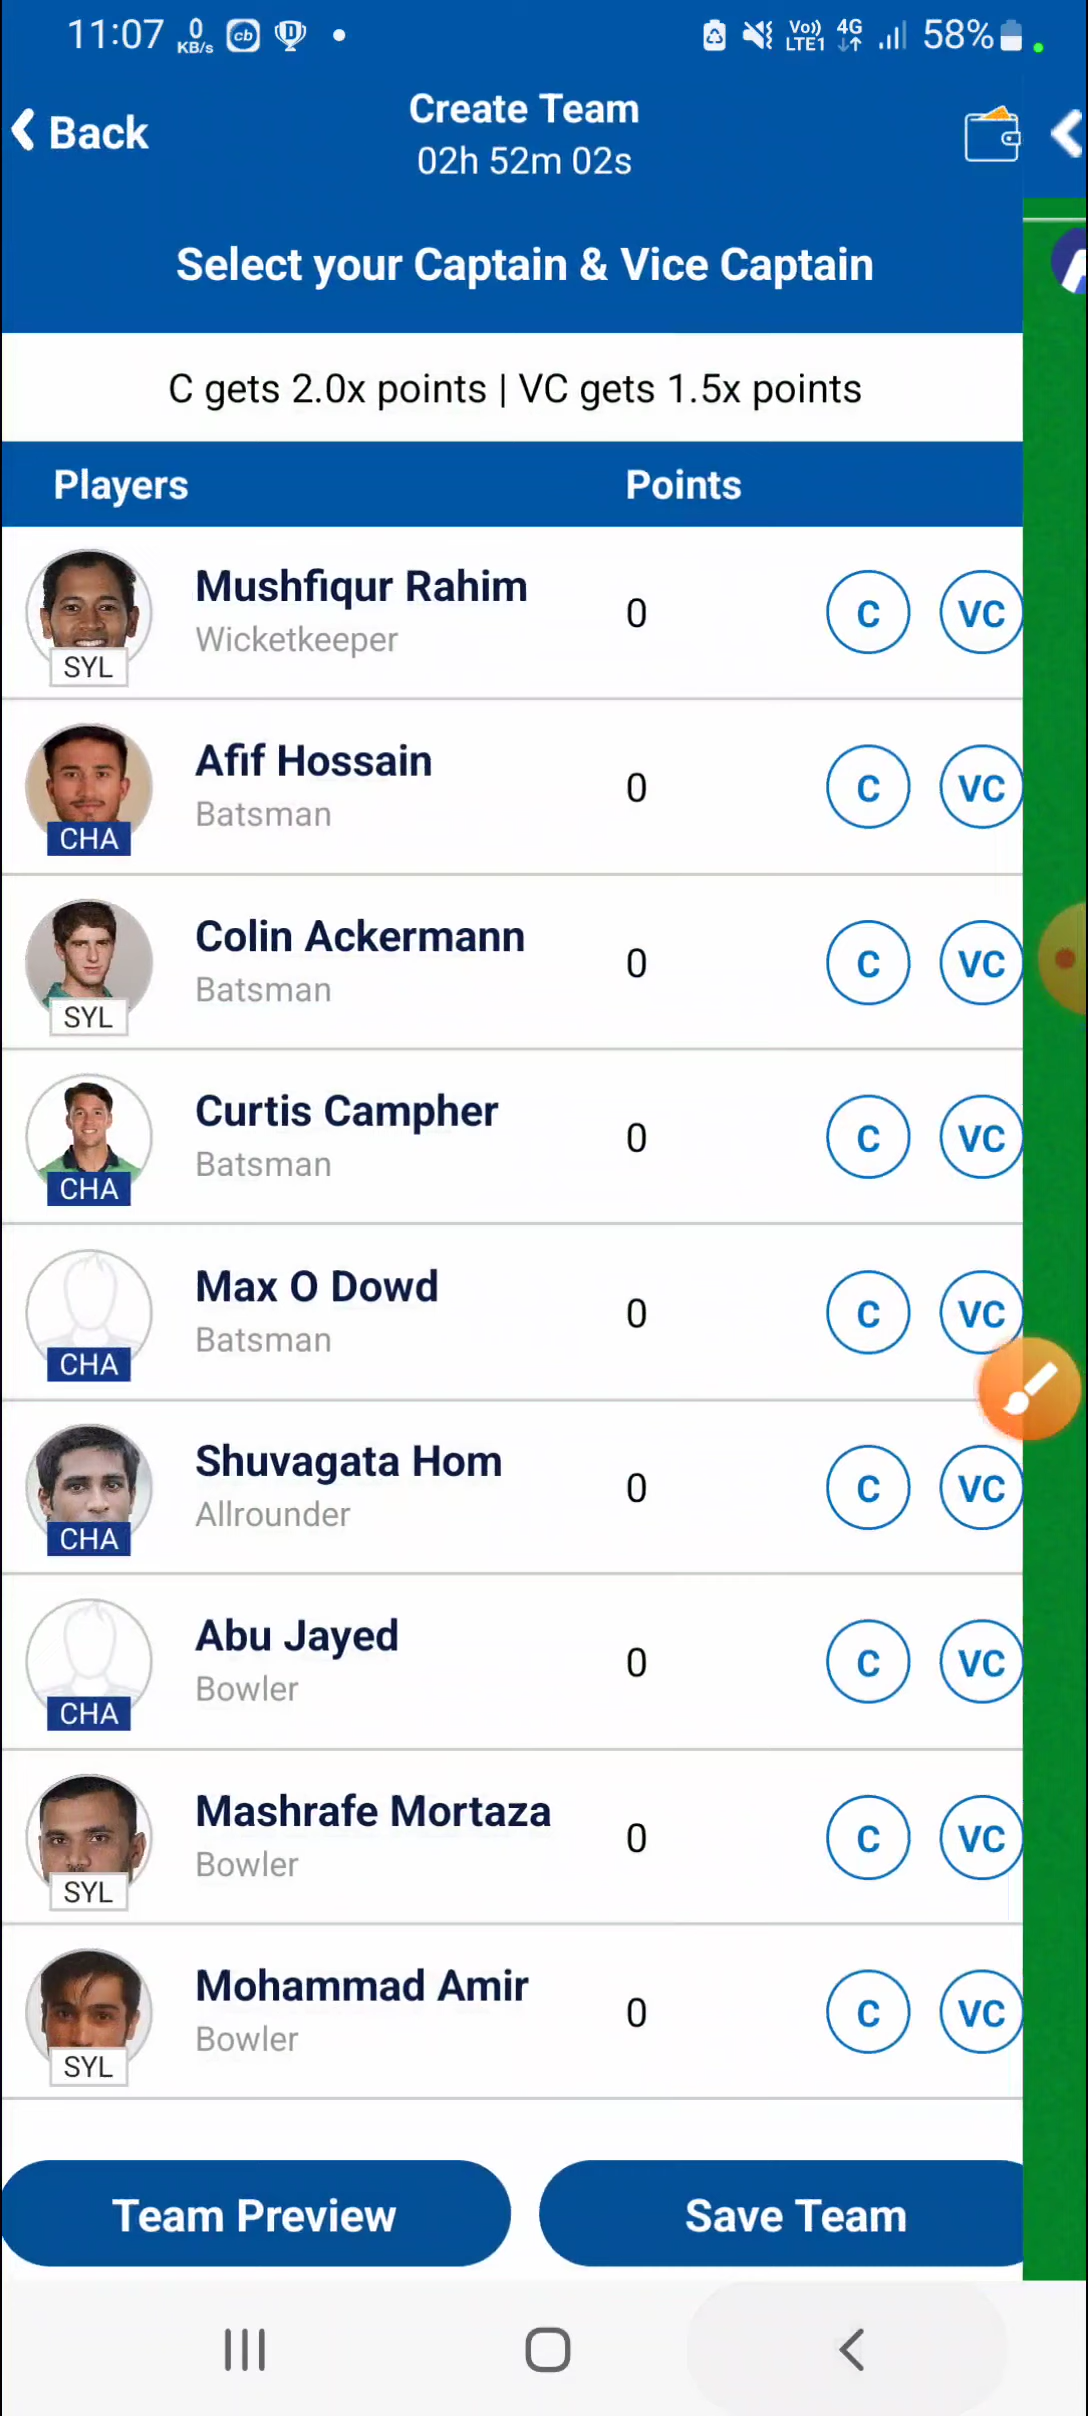 11:07 0 KB/s cb D Vo)) LTE1 4G 58%
Back
Create Team
02h 52m 02s
Select your Captain & Vice Captain
C gets 2.0x points | VC gets 1.5x points
Players Points
Mushfiqur Rahim
Wicketkeeper
SYL
0 C VC
Afif Hossain
Batsman
CHA
0 C VC
Colin Ackermann
Batsman
SYL
0 C VC
Curtis Campher
Batsman
CHA
0 C VC
Max O Dowd
Batsman
CHA
0 C VC
Shuvagata Hom
Allrounder
CHA
0 C VC
Abu Jayed
Bowler
CHA
0 C VC
Mashrafe Mortaza
Bowler
SYL
0 C VC
Mohammad Amir
Bowler
SYL
0 C VC
Team Preview Save Team